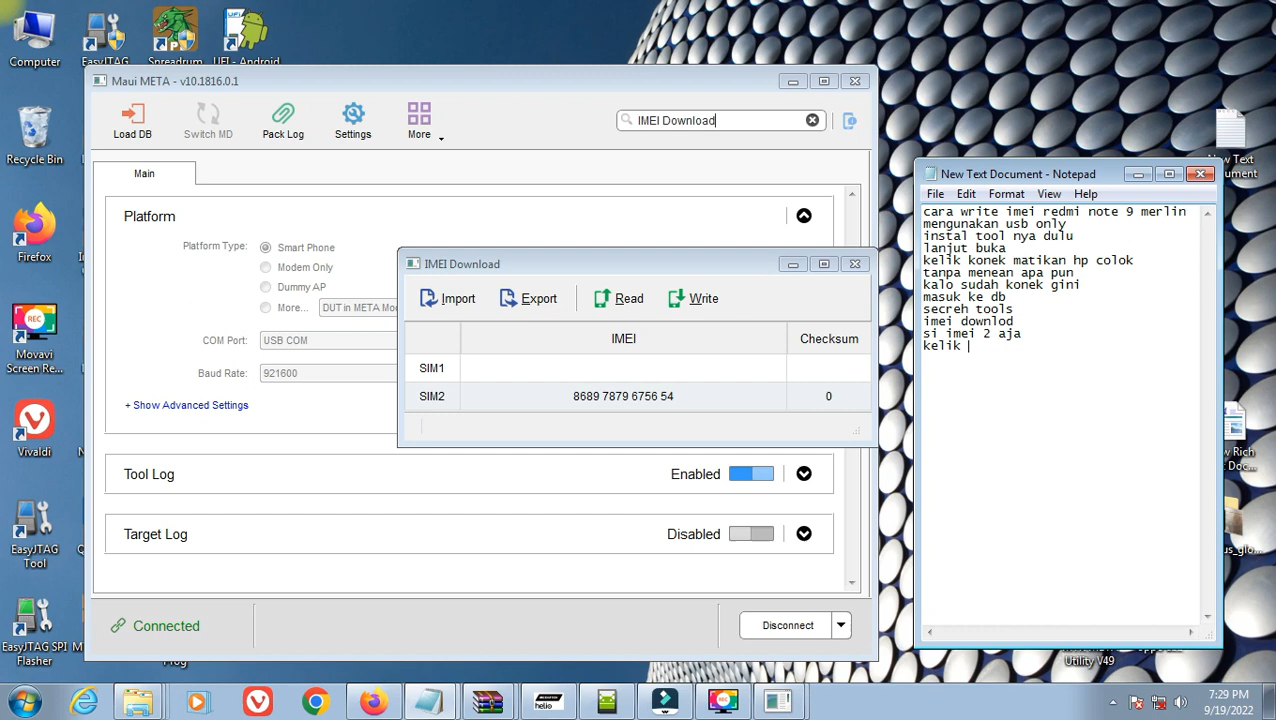 Computer
EasyJTAG
Spreadrum
UFI - Android
Recycle Bin
Firefox
Movavi
Screen Re...
Vivaldi
EasyJTAG
Tool
EasyJTAG SPI
Flasher
Maui META - v10.1816.0.1
Load DB
Switch MD
Pack Log
Settings
More
IMEI Download
Main
Platform
Platform Type:
Smart Phone
Modem Only
Dummy AP
More...
DUT in META Mo
COM Port:
USB COM
Baud Rate:
921600
+ Show Advanced Settings
Tool Log
Enabled
Target Log
Disabled
Connected
Disconnect
IMEI Download
Import
Export
Read
Write
IMEI
Checksum
SIM1
SIM2
8689 7879 6756 54
0
New Text Document - Notepad
File
Edit
Format
View
Help
cara write imei redmi note 9 merlin
mengunakan usb only
instal tool nya dulu
lanjut buka
kelik konek matikan hp colok
tanpa menean apa pun
kalo sudah konek gini
masuk ke db
secreh tools
imei downlod
si imei 2 aja
kelik
Utility V49
helio
7:29 PM
9/19/2022